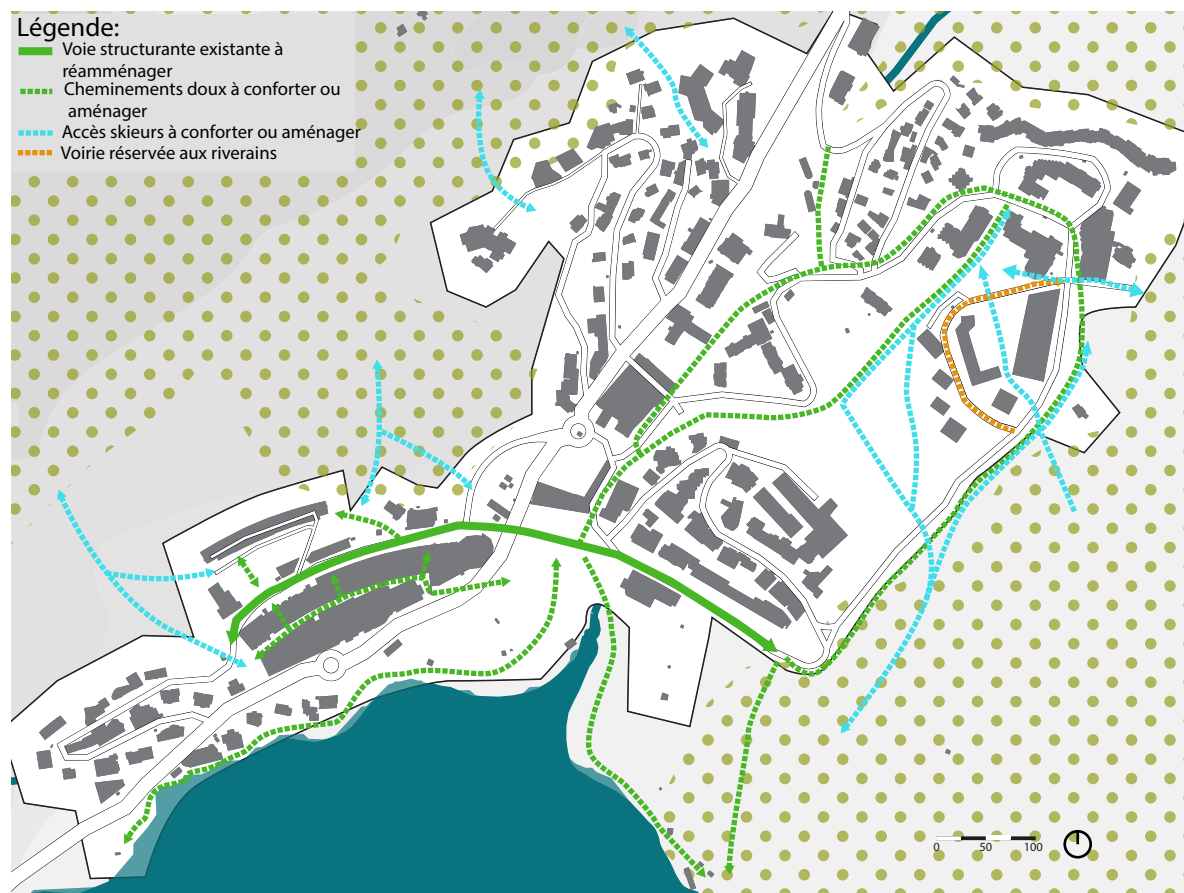 Légende:
Voie structurante existante à
réamménager
Cheminements doux à conforter ou
aménager
Accès skieurs à conforter ou aménager
Voirie réservée aux riverains
0 50 100